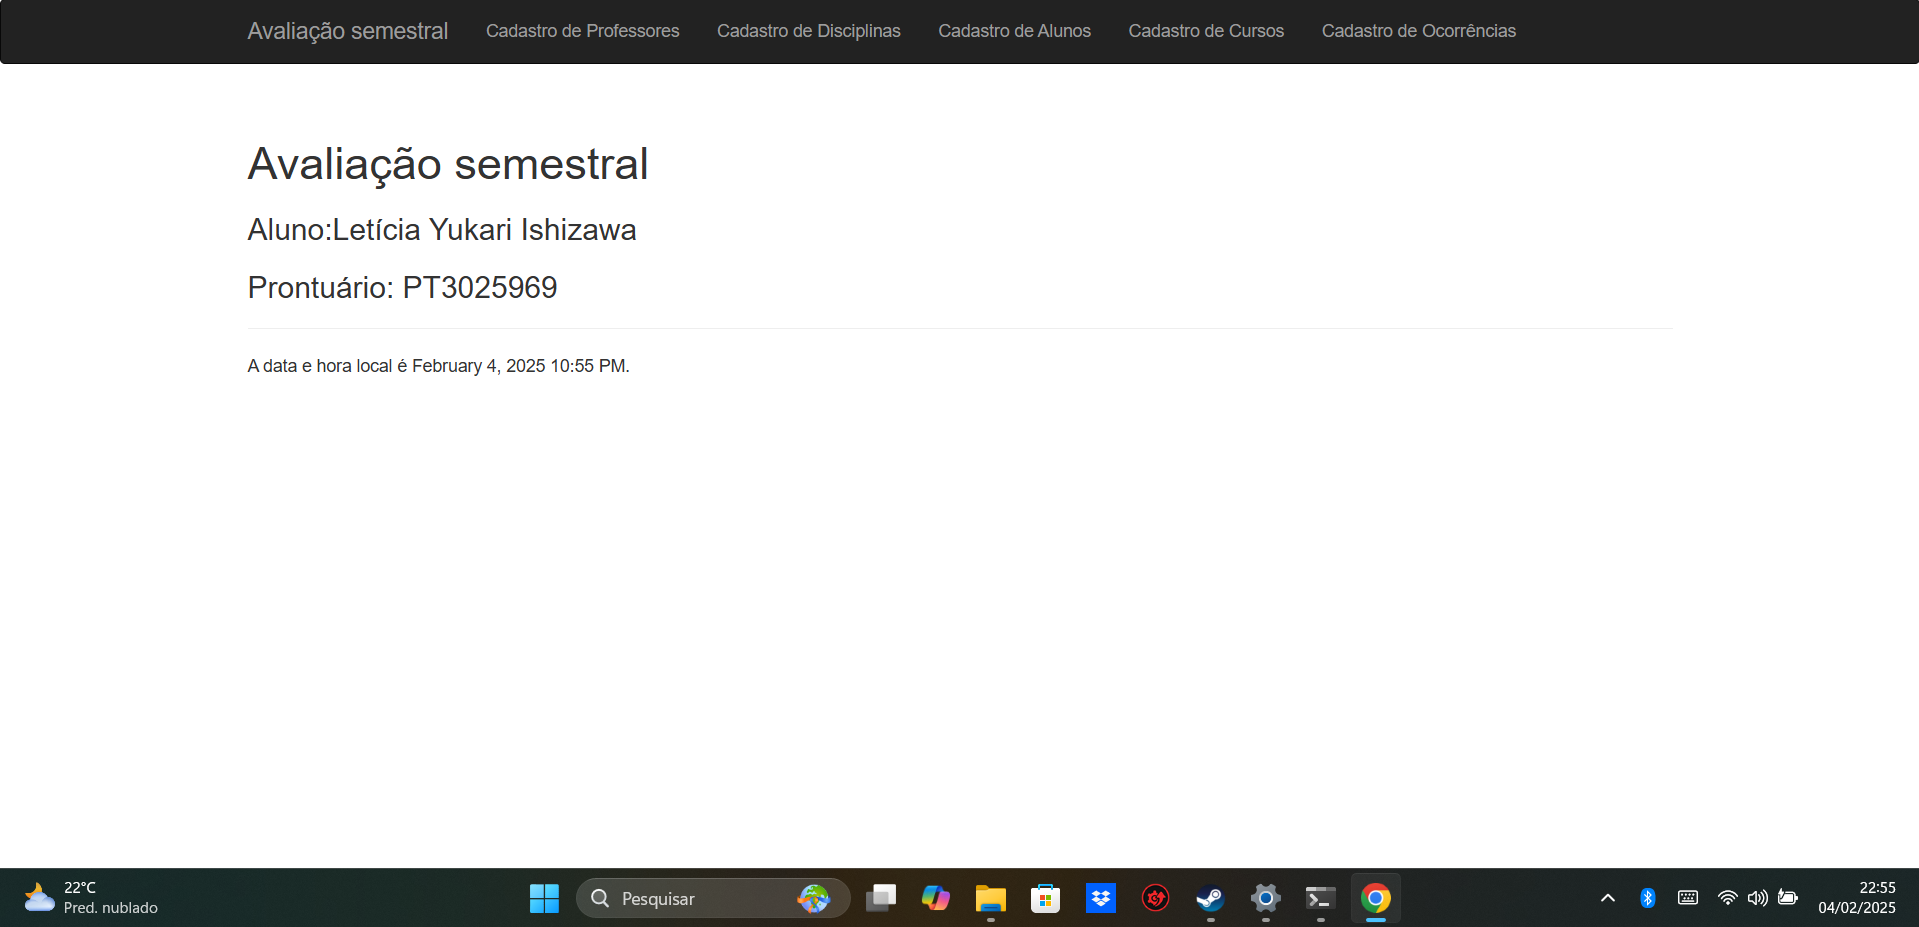 Avaliação semestral Cadastro de Professores Cadastro de Disciplinas Cadastro de Alunos Cadastro de Cursos Cadastro de Ocorrências
Avaliação semestral
Aluno:Letícia Yukari Ishizawa
Prontuário: PT3025969
A data e hora local é February 4, 2025 10:55 PM.
22°C
Pred. nublado
Pesquisar
22:55
04/02/2025